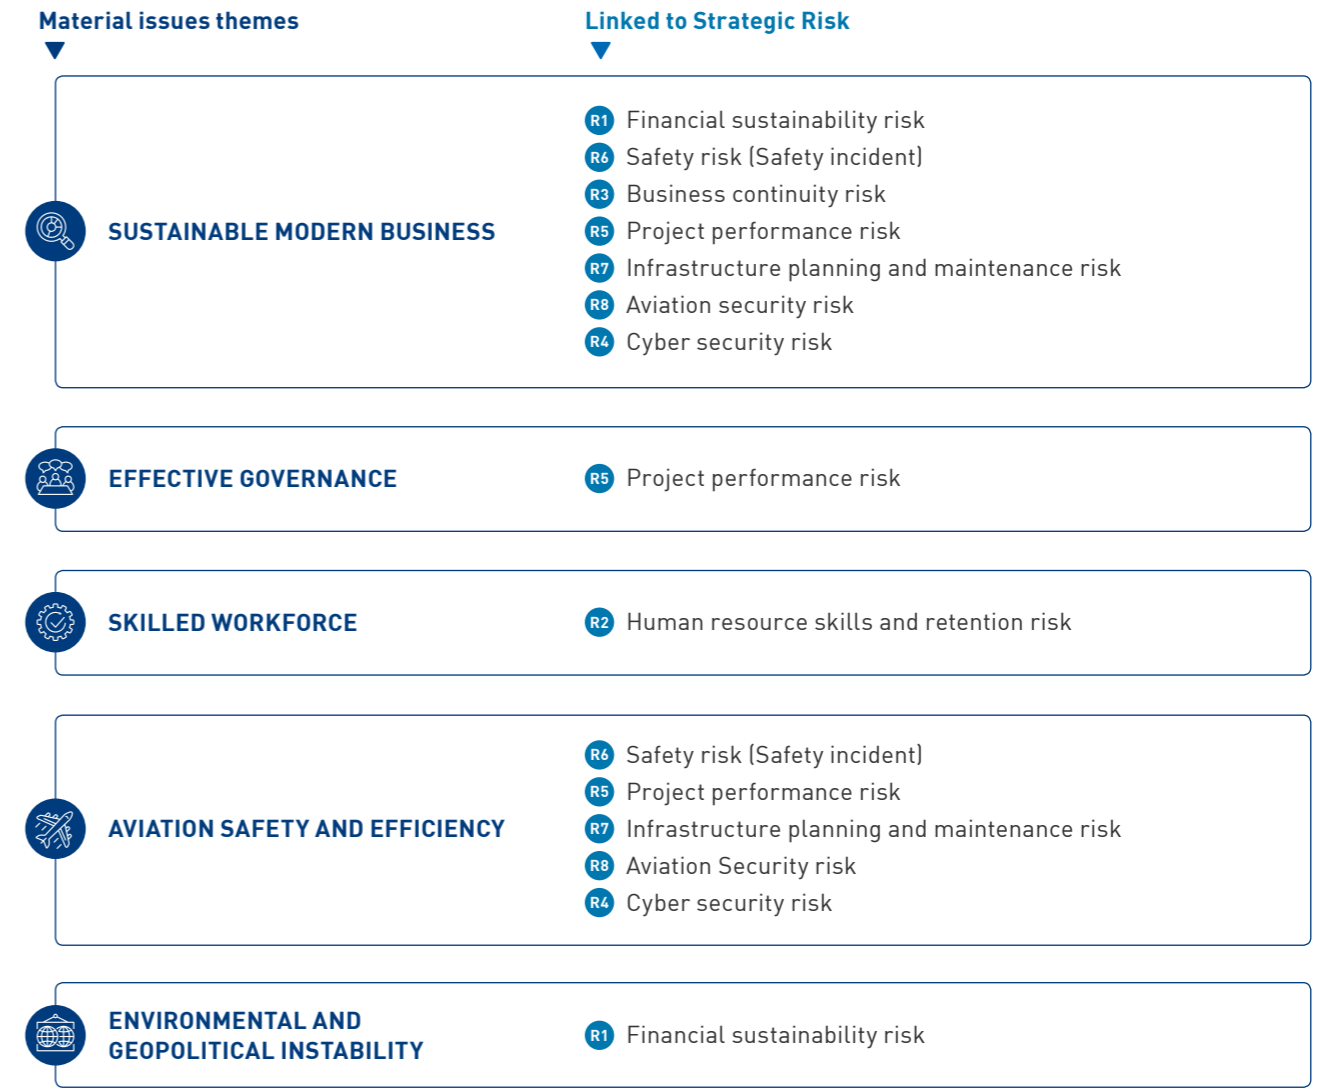 Material issues themes
Linked to Strategic Risk
SUSTAINABLE MODERN BUSINESS
R1 Financial sustainability risk
R6 Safety risk (Safety incident)
R3 Business continuity risk
R5 Project performance risk
R7 Infrastructure planning and maintenance risk
R8 Aviation security risk
R4 Cyber security risk
EFFECTIVE GOVERNANCE
R5 Project performance risk
SKILLED WORKFORCE
R2 Human resource skills and retention risk
AVIATION SAFETY AND EFFICIENCY
R6 Safety risk (Safety incident)
R5 Project performance risk
R7 Infrastructure planning and maintenance risk
R8 Aviation Security risk
R4 Cyber security risk
ENVIRONMENTAL AND
GEOPOLITICAL INSTABILITY
R1 Financial sustainability risk